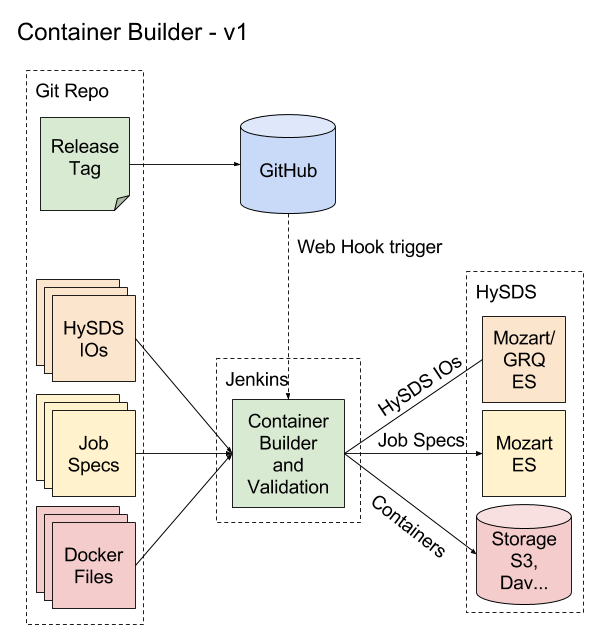 Container Builder - v1
Git Repo
Release
Tag
GitHub
Web Hook trigger
HySDS
IOs
Job
Specs
Docker
Files
Jenkins
Container
Builder
and
Validation
HySDS IOs
Job Specs
Containers
HySDS
Mozart/
GRQ
ES
Mozart
ES
Storage
S3,
Dav...